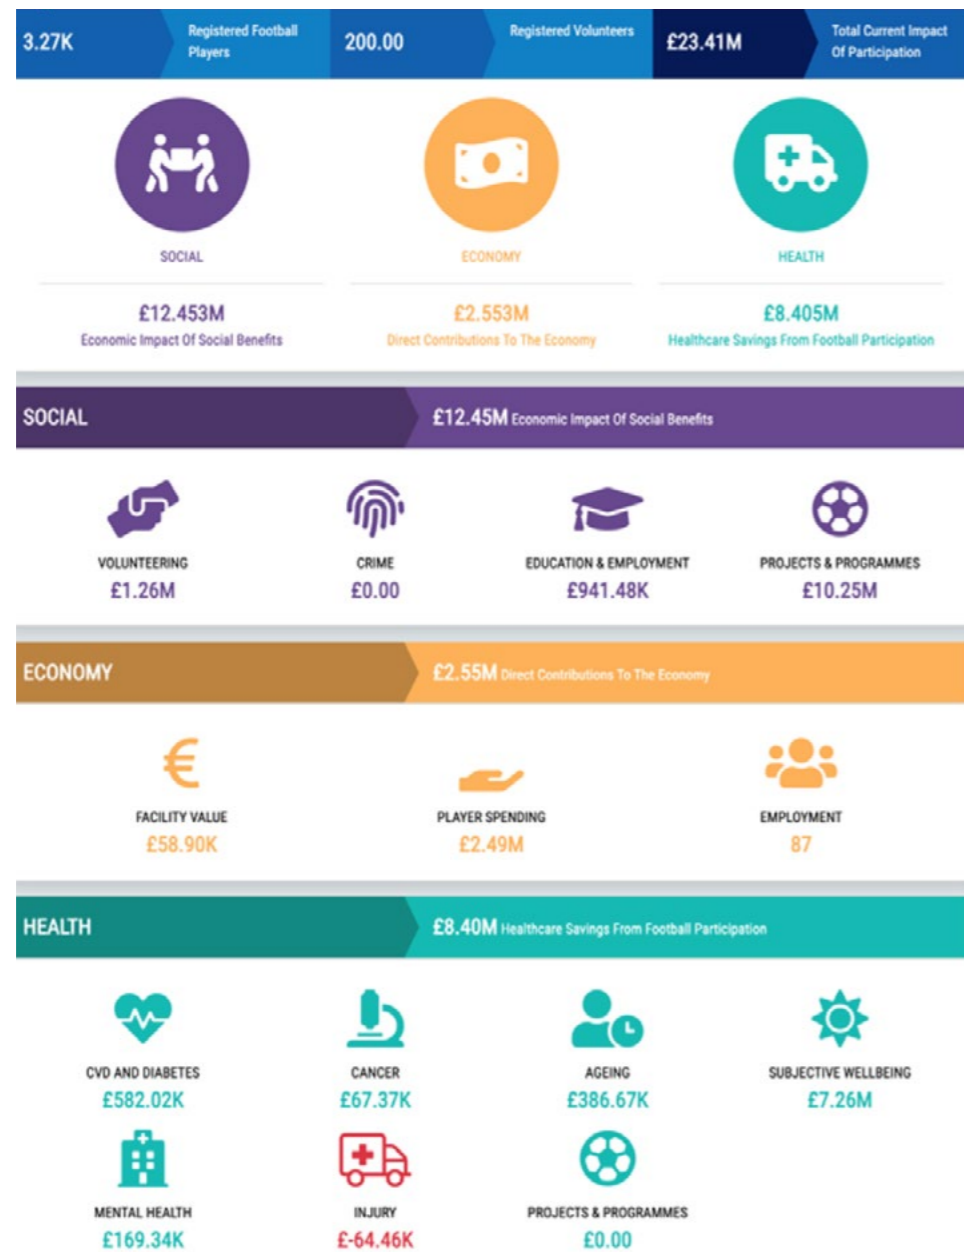 3.27K
Registered Football
Players
200.00
Registered Volunteers
£23.41M
Total Current Impact
Of Participation
SOCIAL
ECONOMY
HEALTH
£12.453M
£2.553M
£8.405M
Economic Impact Of Social Benefits
Direct Contributions To The Economy
Healthcare Savings From Football Participation
SOCIAL
£12.45M Economic Impact Of Social Benefits
VOLUNTEERING
CRIME
EDUCATION & EMPLOYMENT
PROJECTS & PROGRAMMES
£1.26M
£0.00
£941.48K
£10.25M
ECONOMY
£2.55M Direct Contributions To The Economy
€
FACILITY VALUE
PLAYER SPENDING
EMPLOYMENT
£58.90K
£2.49M
87
HEALTH
£8.40M Healthcare Savings From Football Participation
CVD AND DIABETES
CANCER
AGEING
SUBJECTIVE WELLBEING
£582.02K
£67.37K
£386.67K
£7.26M
MENTAL HEALTH
INJURY
PROJECTS & PROGRAMMES
£169.34K
£-64.46K
£0.00